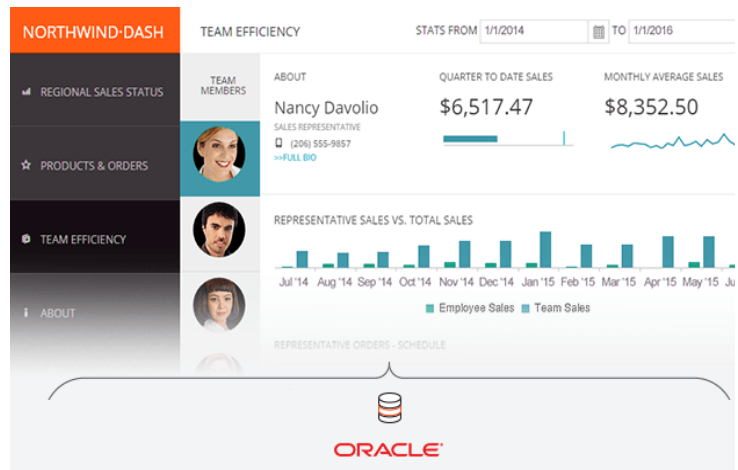 NORTHWIND·DASH
TEAM EFFICIENCY
STATS FROM 1/1/2014 TO 1/1/2016
REGIONAL SALES STATUS
PRODUCTS & ORDERS
TEAM EFFICIENCY
ABOUT
TEAM
MEMBERS
ABOUT
Nancy Davolio
SALES REPRESENTATIVE
(206) 555-9857
>>FULL BIO
QUARTER TO DATE SALES
$6,517.47
MONTHLY AVERAGE SALES
$8,352.50
REPRESENTATIVE SALES VS. TOTAL SALES
Jul '14 Aug '14 Sep '14 Oct '14 Nov '14 Dec '14 Jan '15 Feb '15 Mar '15 Apr '15 May '15 Ju
Employee Sales Team Sales
REPRESENTATIVE ORDERS - SCHEDULE
ORACLE